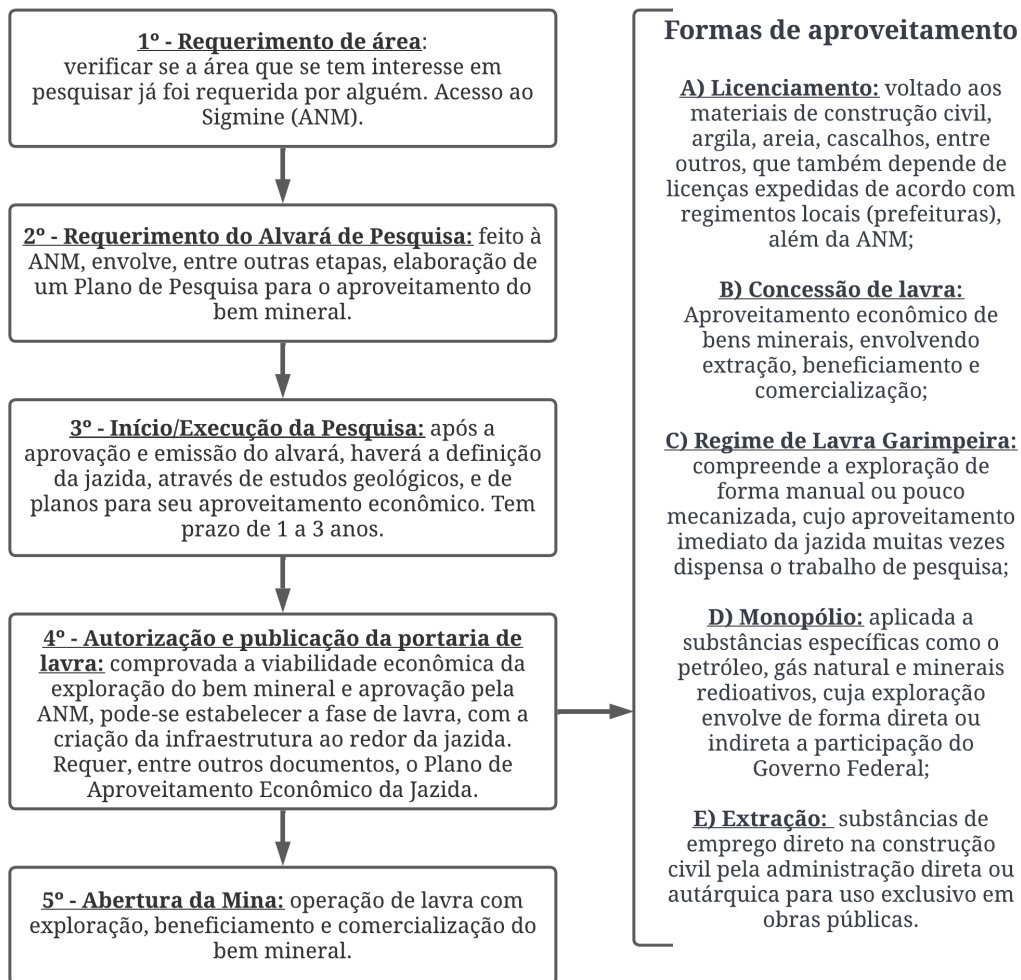 1º - Requerimento de área:
verificar se a área que se tem interesse em
pesquisar já foi requerida por alguém. Acesso ao
Sigmine (ANM).
2º - Requerimento do Alvará de Pesquisa: feito à
ANM, envolve, entre outras etapas, elaboração de
um Plano de Pesquisa para o aproveitamento do
bem mineral.
3º - Início/Execução da Pesquisa: após a
aprovação e emissão do alvará, haverá a definição
da jazida, através de estudos geológicos, e de
planos para seu aproveitamento econômico. Tem
prazo de 1 a 3 anos.
4º - Autorização e publicação da portaria de
lavra: comprovada a viabilidade econômica da
exploração do bem mineral e aprovação pela
ANM, pode-se estabelecer a fase de lavra, com a
criação da infraestrutura ao redor da jazida.
Requer, entre outros documentos, o Plano de
Aproveitamento Econômico da Jazida.
5º - Abertura da Mina: operação de lavra com
exploração, beneficiamento e comercialização do
bem mineral.
Formas de aproveitamento
A) Licenciamento: voltado aos
materiais de construção civil,
argila, areia, cascalhos, entre
outros, que também depende de
licenças expedidas de acordo com
regimentos locais (prefeituras),
além da ANM;
B) Concessão de lavra:
Aproveitamento econômico de
bens minerais, envolvendo
extração, beneficiamento e
comercialização;
C) Regime de Lavra Garimpeira:
compreende a exploração de
forma manual ou pouco
mecanizada, cujo aproveitamento
imediato da jazida muitas vezes
dispensa o trabalho de pesquisa;
D) Monopólio: aplicada a
substâncias específicas como o
petróleo, gás natural e minerais
redioativos, cuja exploração
envolve de forma direta ou
indireta a participação do
Governo Federal;
E) Extração: substâncias de
emprego direto na construção
civil pela administração direta ou
autárquica para uso exclusivo em
obras públicas.